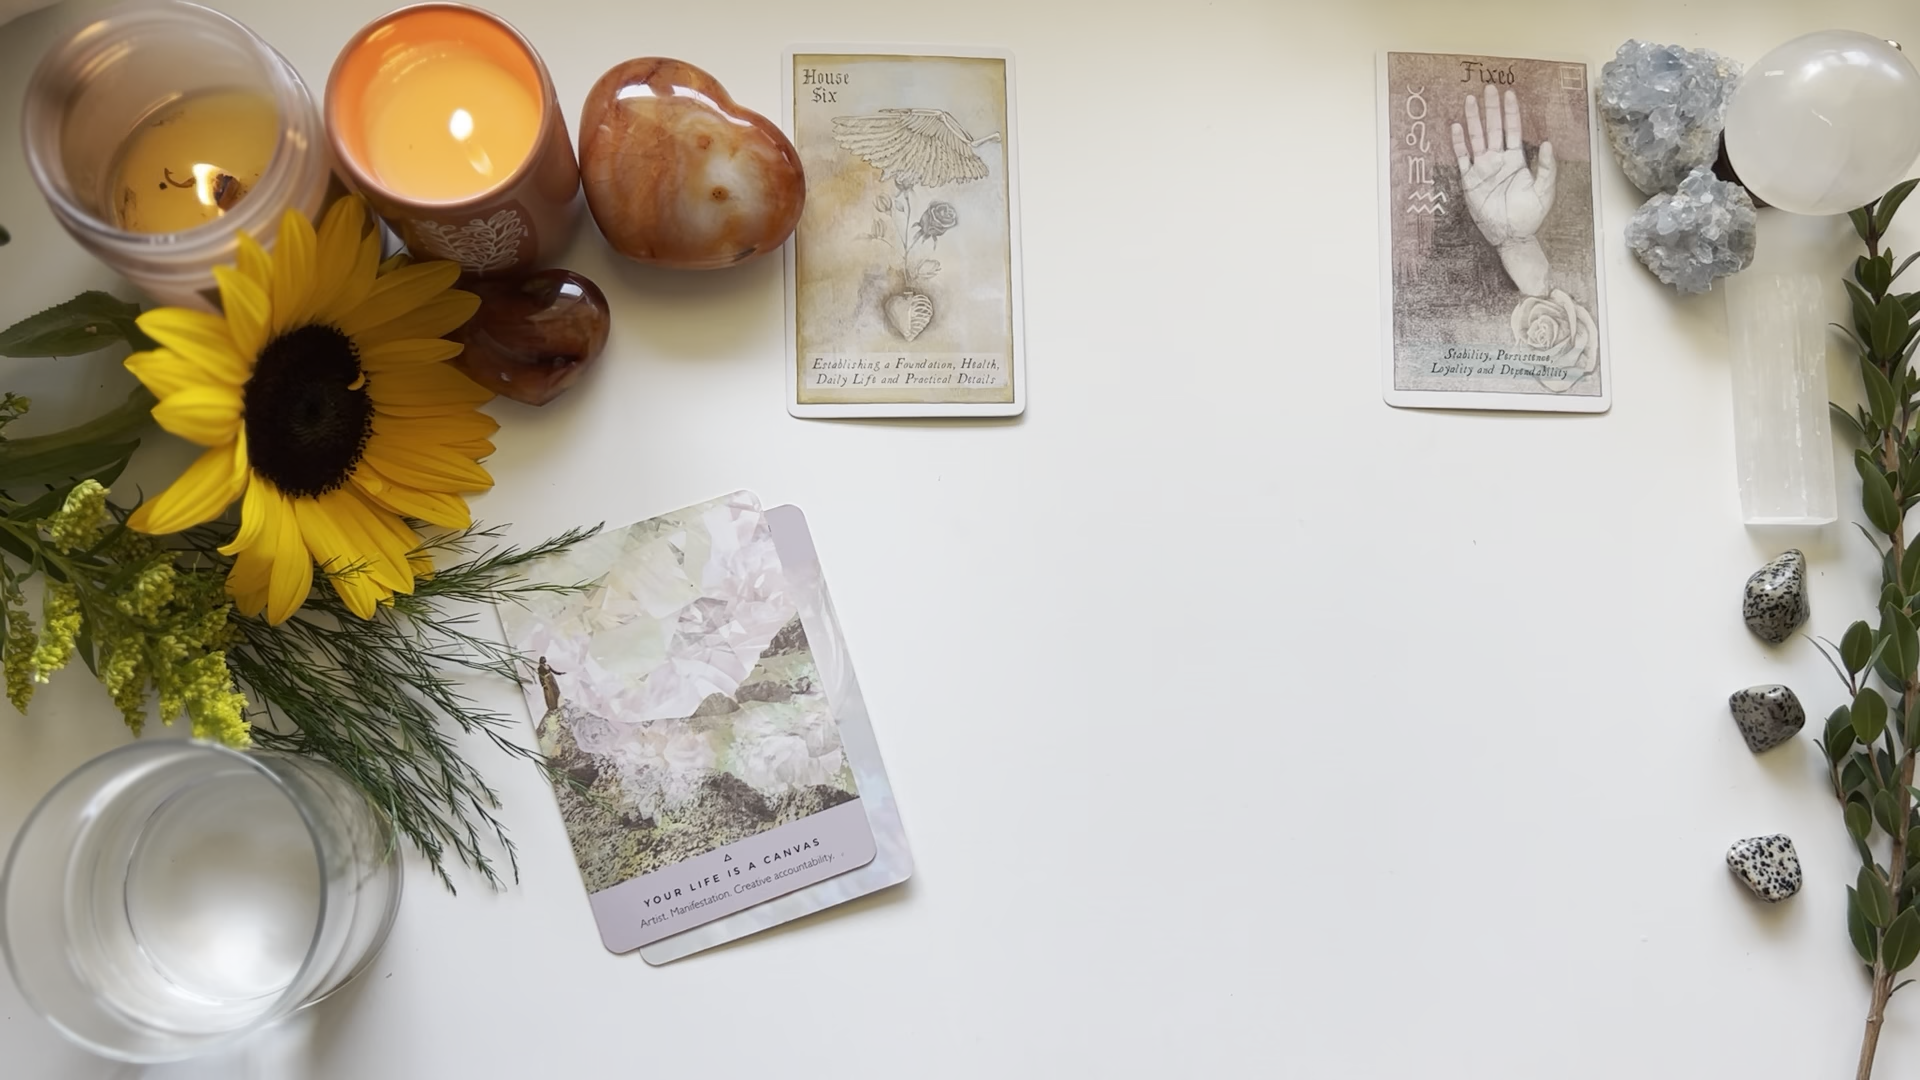 House
Six
Establishing a Foundation, Health,
Daily Life and Practical Details
Fixed
♉
♌
♏
♒
Stability, Persistence,
Loyality and Dependability
YOUR LIFE IS A CANVAS
Artist. Manifestation. Creative accountability.